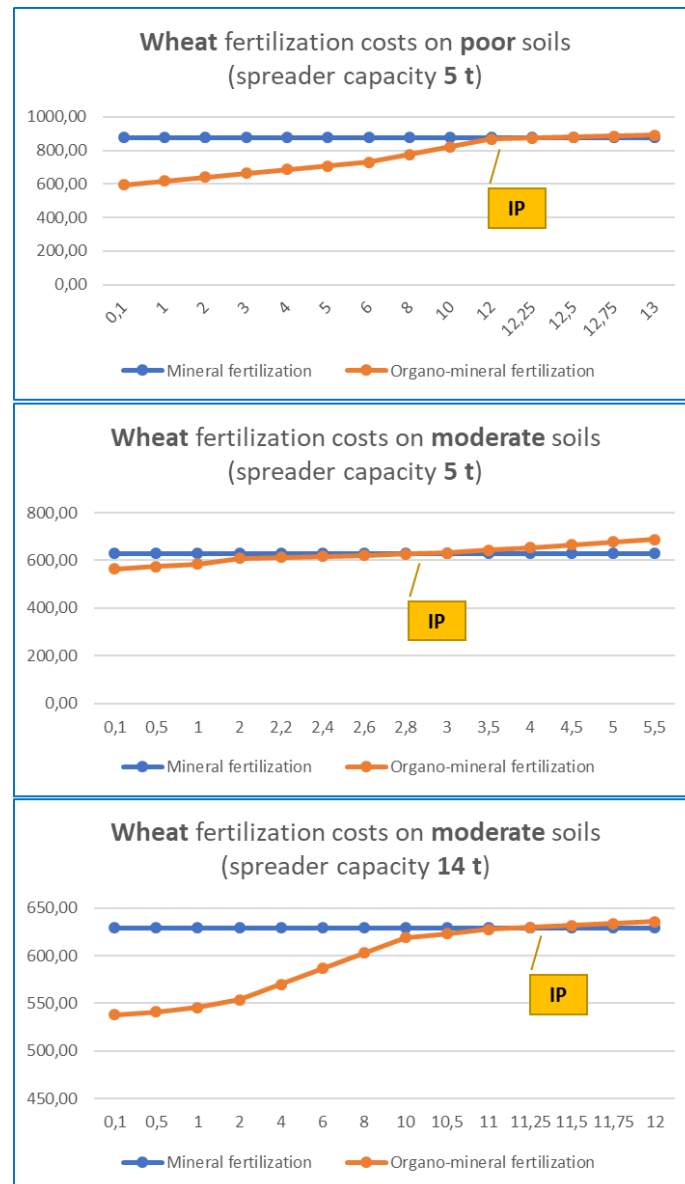 Wheat fertilization costs on poor soils
(spreader capacity 5 t)
1000,00
800,00
600,00
400,00
200,00
0,00
IP
0,1 1 2 3 4 5 6 8 10 12 12,25 12,5 12,75 13
Mineral fertilization Organo-mineral fertilization
Wheat fertilization costs on moderate soils
(spreader capacity 5 t)
800,00
600,00
400,00
200,00
0,00
IP
0,1 0,5 1 2 2,2 2,4 2,6 2,8 3 3,5 4 4,5 5 5,5
Mineral fertilization Organo-mineral fertilization
Wheat fertilization costs on moderate soils
(spreader capacity 14 t)
650,00
600,00
550,00
500,00
450,00
IP
0,1 0,5 1 2 4 6 8 10 10,5 11 11,25 11,5 11,75 12
Mineral fertilization Organo-mineral fertilization